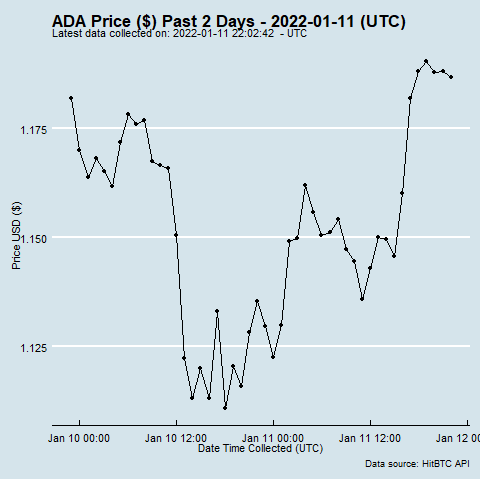 ADA Price ($) Past 2 Days - 2022-01-11 (UTC)
Latest data collected on: 2022-01-11 22:02:42 - UTC
1.175
1.150
1.125
Price USD ($)
Jan 10 00:00 Jan 10 12:00 Jan 11 00:00 Jan 11 12:00 Jan 12 00
Date Time Collected (UTC)
Data source: HitBTC API